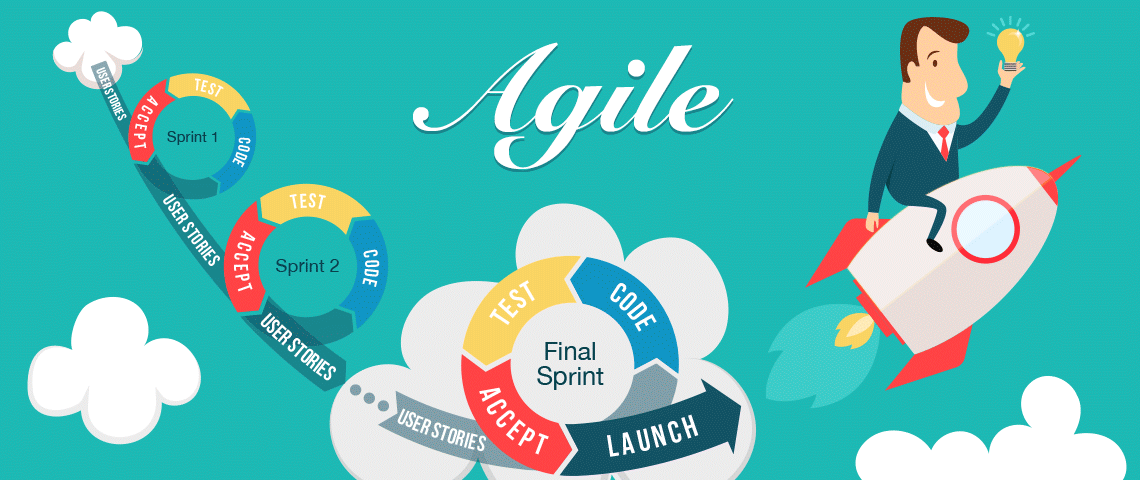 Agile
USER STORIES
TEST
CODE
ACCEPT
Sprint 1
USER STORIES
TEST
CODE
ACCEPT
Sprint 2
USER STORIES
TEST
CODE
Final
Sprint
USER STORIES
ACCEPT
LAUNCH